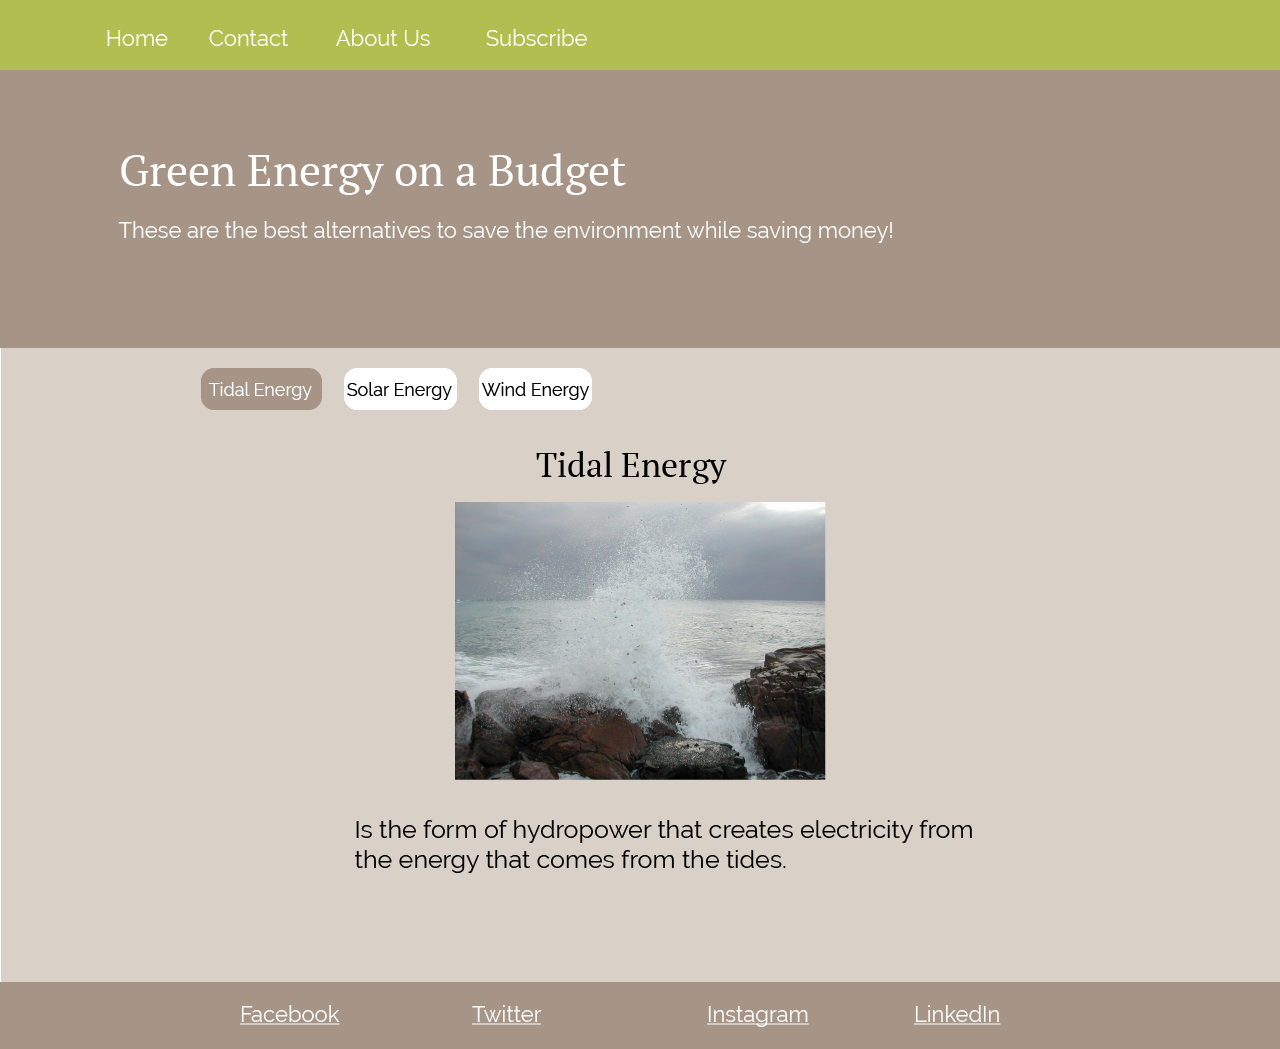 Home Contact About Us Subscribe
Green Energy on a Budget
These are the best alternatives to save the environment while saving money!
Tidal Energy Solar Energy Wind Energy
Tidal Energy
Is the form of hydropower that creates electricity from
the energy that comes from the tides.
Facebook Twitter Instagram LinkedIn